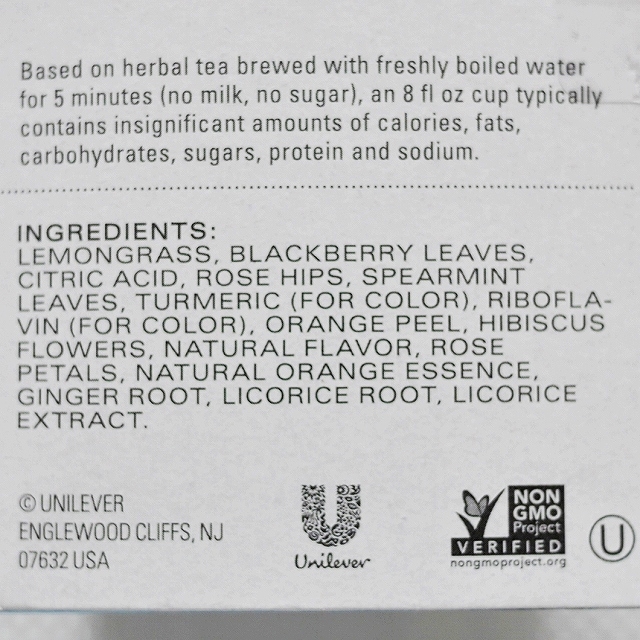 Based on herbal tea brewed with freshly boiled water
for 5 minutes (no milk, no sugar), an 8 fl oz cup typically
contains insignificant amounts of calories, fats,
carbohydrates, sugars, protein and sodium.
INGREDIENTS:
LEMONGRASS, BLACKBERRY LEAVES,
CITRIC ACID, ROSE HIPS, SPEARMINT
LEAVES, TURMERIC (FOR COLOR), RIBOFLA-
VIN (FOR COLOR), ORANGE PEEL, HIBISCUS
FLOWERS, NATURAL FLAVOR, ROSE
PETALS, NATURAL ORANGE ESSENCE,
GINGER ROOT, LICORICE ROOT, LICORICE
EXTRACT.
© UNILEVER
ENGLEWOOD CLIFFS, NJ
07632 USA
Unilever
NON
GMO
Project
VERIFIED
nongmoproject.org
U